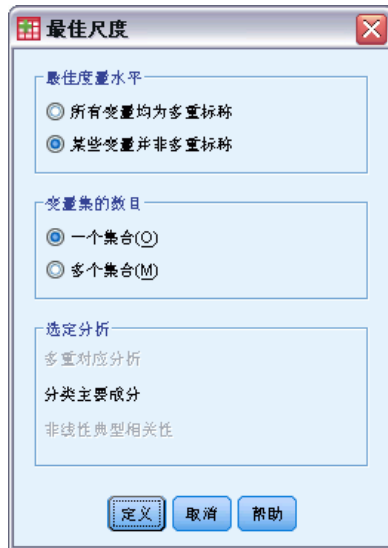 最佳尺度
最佳度量水平
所有变量均为多重标称
某些变量并非多重标称
变量集的数目
一个集合(O)
多个集合(M)
选定分析
多重对应分析
分类主要成分
非线性典型相关性
定义 取消 帮助